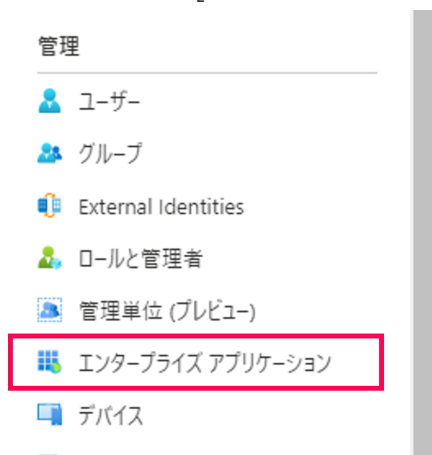 管理
ユーザー
グループ
External Identities
ロールと管理者
管理単位 (プレビュー)
エンタープライズ アプリケーション
デバイス